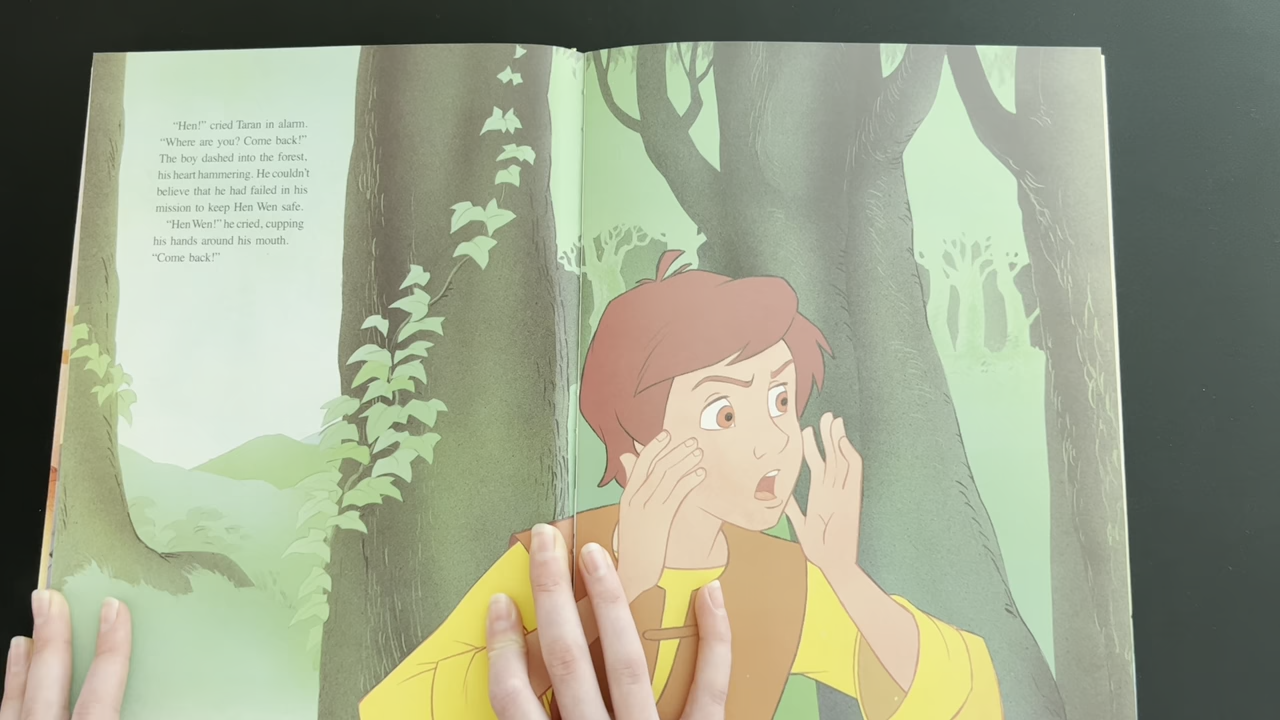 “Hen!” cried Taran in alarm.
“Where are you? Come back!”
The boy dashed into the forest,
his heart hammering. He couldn't
believe that he had failed in his
mission to keep Hen Wen safe.
“Hen Wen!” he cried, cupping
his hands around his mouth.
“Come back!”